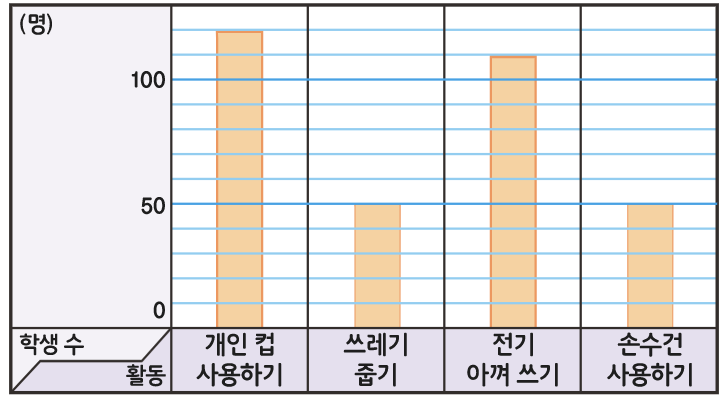 (명)
100
50
0
학생 수
활동
개인 컵
사용하기
쓰레기
줍기
전기
아껴 쓰기
손수건
사용하기